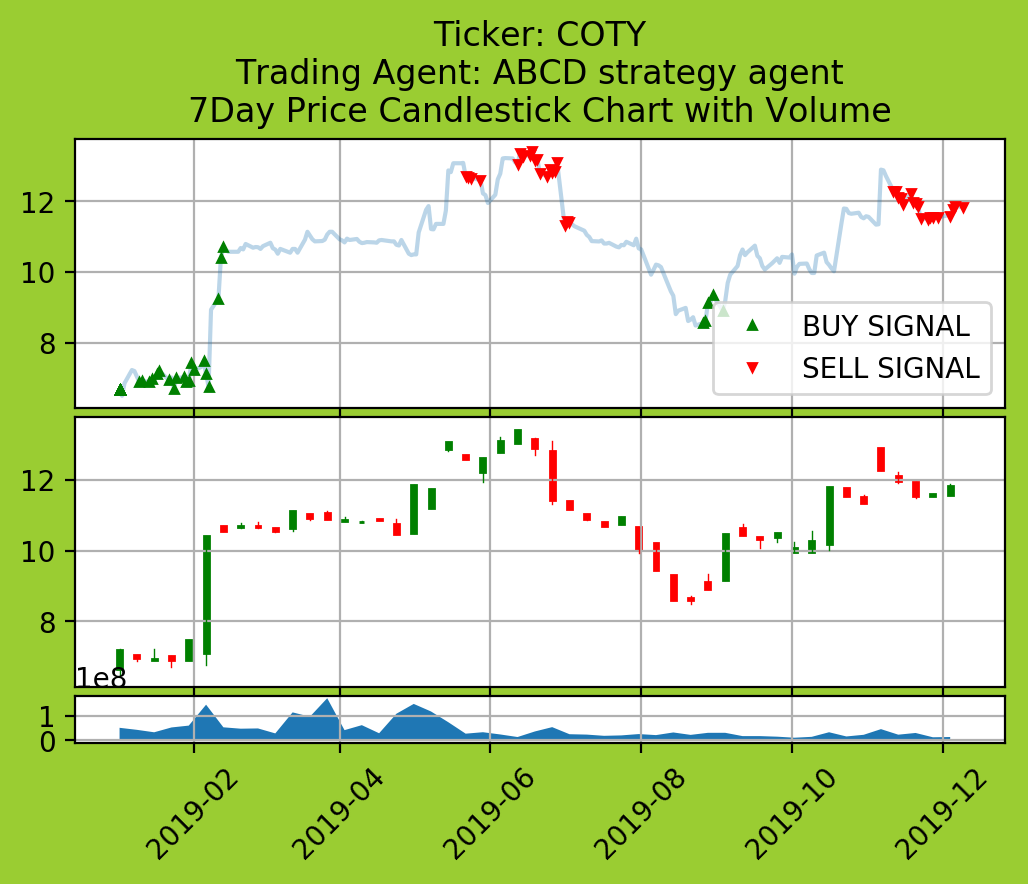 Ticker: COTY
Trading Agent: ABCD strategy agent
7Day Price Candlestick Chart with Volume
12
10
8
BUY SIGNAL
SELL SIGNAL
12
10
8
1e8
1
0
2019-02
2019-04
2019-06
2019-08
2019-10
2019-12